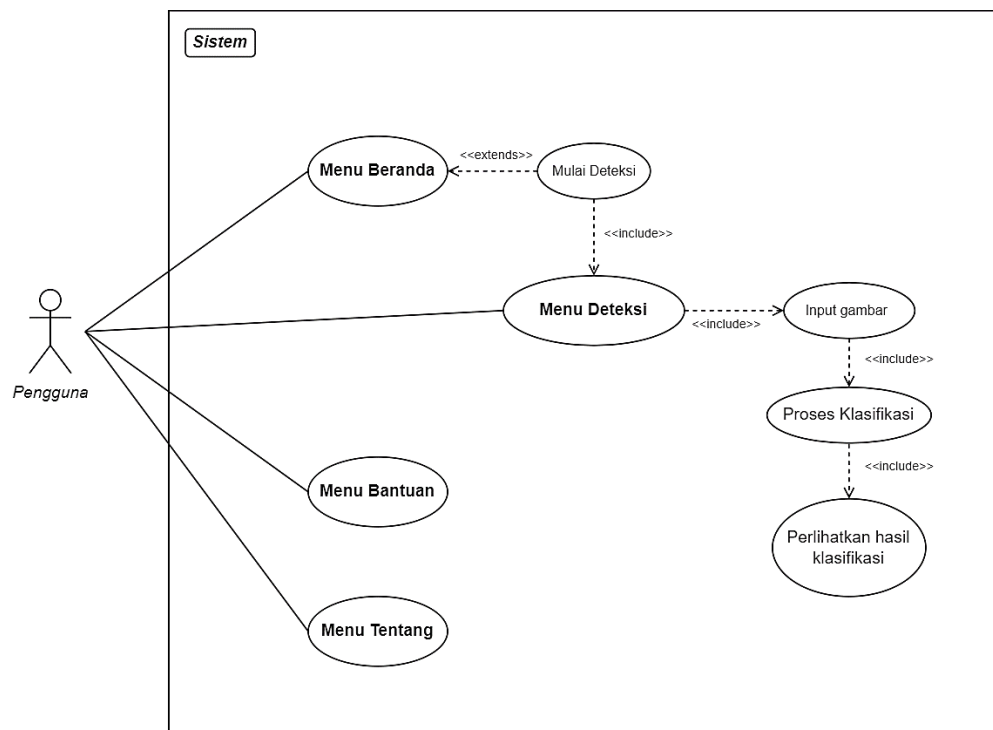 Sistem
Menu Beranda
<<extends>>
Mulai Deteksi
<<include>>
Menu Deteksi
<<include>>
Input gambar
<<include>>
Pengguna
Proses Klasifikasi
<<include>>
Menu Bantuan
Perlihatkan hasil
klasifikasi
Menu Tentang